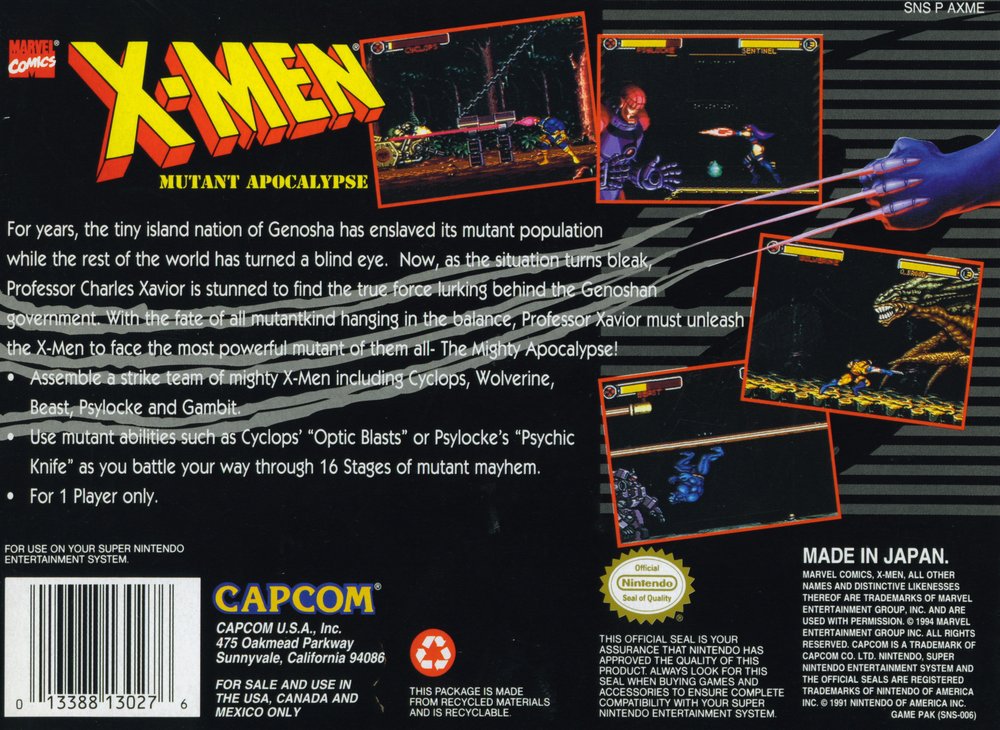 SNS P AXME
MARVEL
COMICS
X-MEN
MUTANT APOCALYPSE
CYCLOPS
PSYLOCKE
SENTINEL
For years, the tiny island nation of Genosha has enslaved its mutant population
while the rest of the world has turned a blind eye. Now, as the situation turns bleak,
Professor Charles Xavior is stunned to find the true force lurking behind the Genoshan
government. With the fate of all mutantkind hanging in the balance, Professor Xavior must unleash
the X-Men to face the most powerful mutant of them all- The Mighty Apocalypse!
• Assemble a strike team of mighty X-Men including Cyclops, Wolverine,
Beast, Psylocke and Gambit.
• Use mutant abilities such as Cyclops' "Optic Blasts" or Psylocke's "Psychic
Knife" as you battle your way through 16 Stages of mutant mayhem.
• For 1 Player only.
WOLVERINE
BEAST
FOR USE ON YOUR SUPER NINTENDO
ENTERTAINMENT SYSTEM.
0 13388 13027 6
CAPCOM®
CAPCOM U.S.A., Inc.
475 Oakmead Parkway
Sunnyvale, California 94086
FOR SALE AND USE IN
THE USA, CANADA AND
MEXICO ONLY
THIS PACKAGE IS MADE
FROM RECYCLED MATERIALS
AND IS RECYCLABLE.
Official
Nintendo
Seal of Quality
THIS OFFICIAL SEAL IS YOUR
ASSURANCE THAT NINTENDO HAS
APPROVED THE QUALITY OF THIS
PRODUCT. ALWAYS LOOK FOR THIS
SEAL WHEN BUYING GAMES AND
ACCESSORIES TO ENSURE COMPLETE
COMPATIBILITY WITH YOUR SUPER
NINTENDO ENTERTAINMENT SYSTEM.
MADE IN JAPAN.
MARVEL COMICS, X-MEN, ALL OTHER
NAMES AND DISTINCTIVE LIKENESSES
THEREOF ARE TRADEMARKS OF MARVEL
ENTERTAINMENT GROUP, INC. AND ARE
USED WITH PERMISSION. © 1994 MARVEL
ENTERTAINMENT GROUP INC. ALL RIGHTS
RESERVED. CAPCOM IS A TRADEMARK OF
CAPCOM CO. LTD. NINTENDO, SUPER
NINTENDO ENTERTAINMENT SYSTEM AND
THE OFFICIAL SEALS ARE REGISTERED
TRADEMARKS OF NINTENDO OF AMERICA
INC. © 1991 NINTENDO OF AMERICA INC.
GAME PAK (SNS-006)